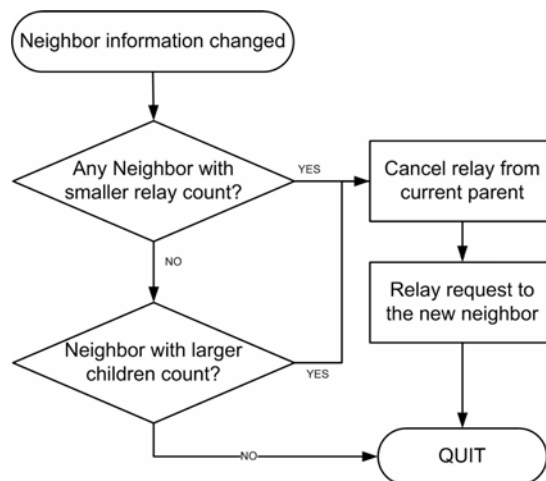 Neighbor information changed
Any Neighbor with
smaller relay count?
YES
Cancel relay from
current parent
NO
Relay request to
the new neighbor
Neighbor with larger
children count?
YES
NO
QUIT